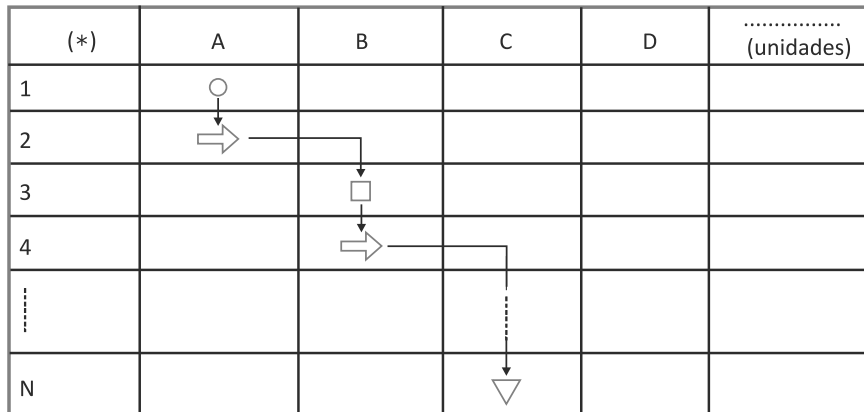 (*) A B C D ................
(unidades)
1
2
3
4
N